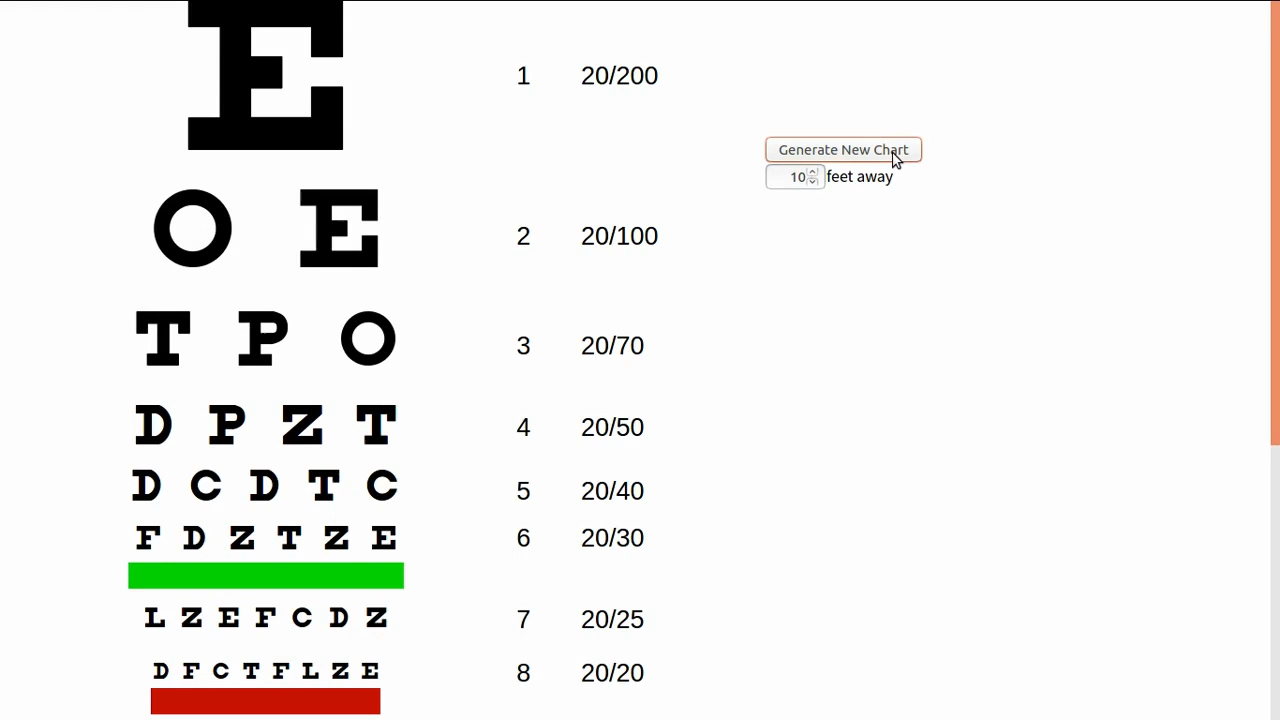 E 1 20/200
Generate New Chart
10 feet away
O E 2 20/100
T P O 3 20/70
D P Z T 4 20/50
D C D T C 5 20/40
F D Z T Z E 6 20/30
L Z E F C D Z 7 20/25
D F C T F L Z E 8 20/20